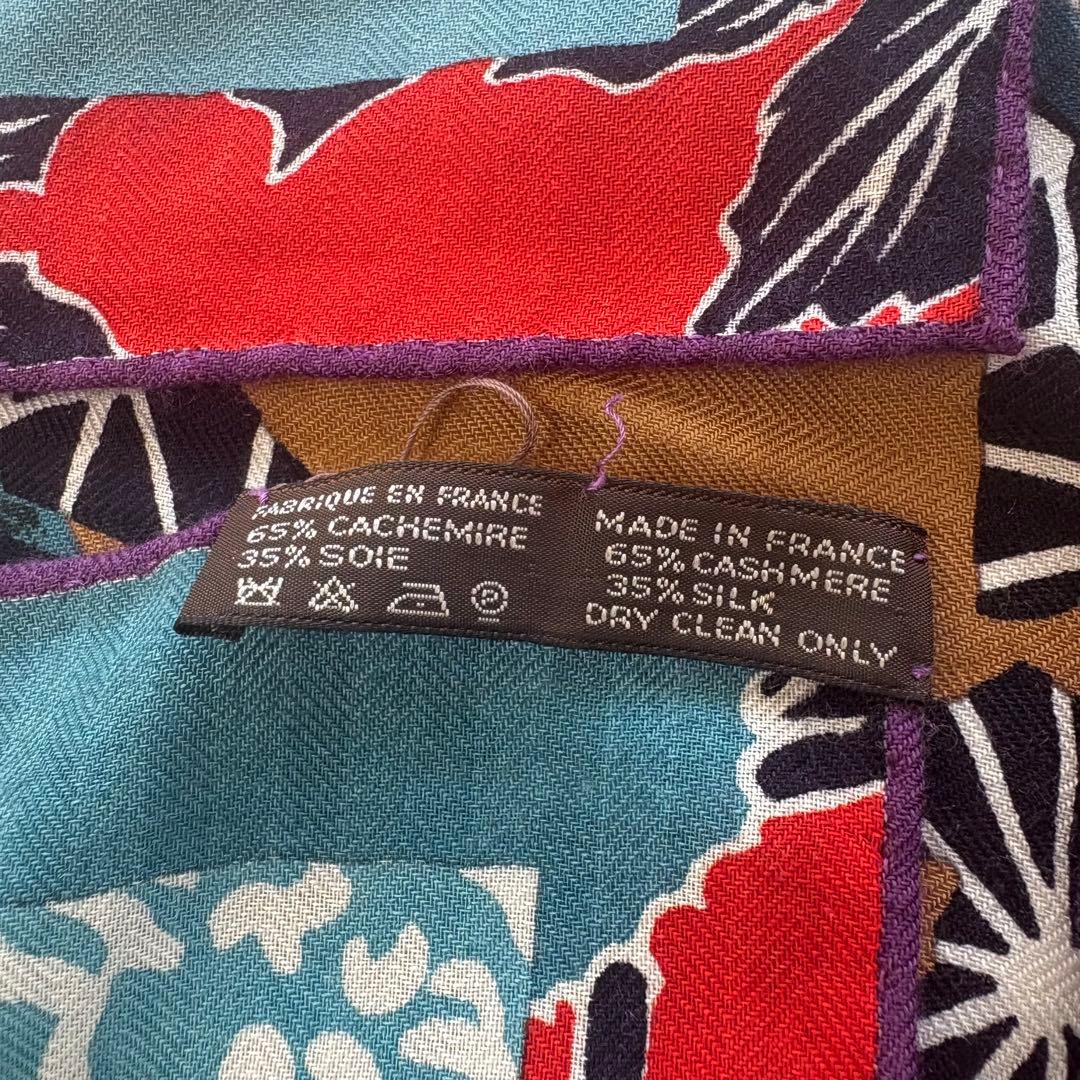 FABRIQUE EN FRANCE
65% CACHEMIRE
35% SOIE
P
MADE IN FRANCE
65% CASHMERE
35% SILK
DRY CLEAN ONLY